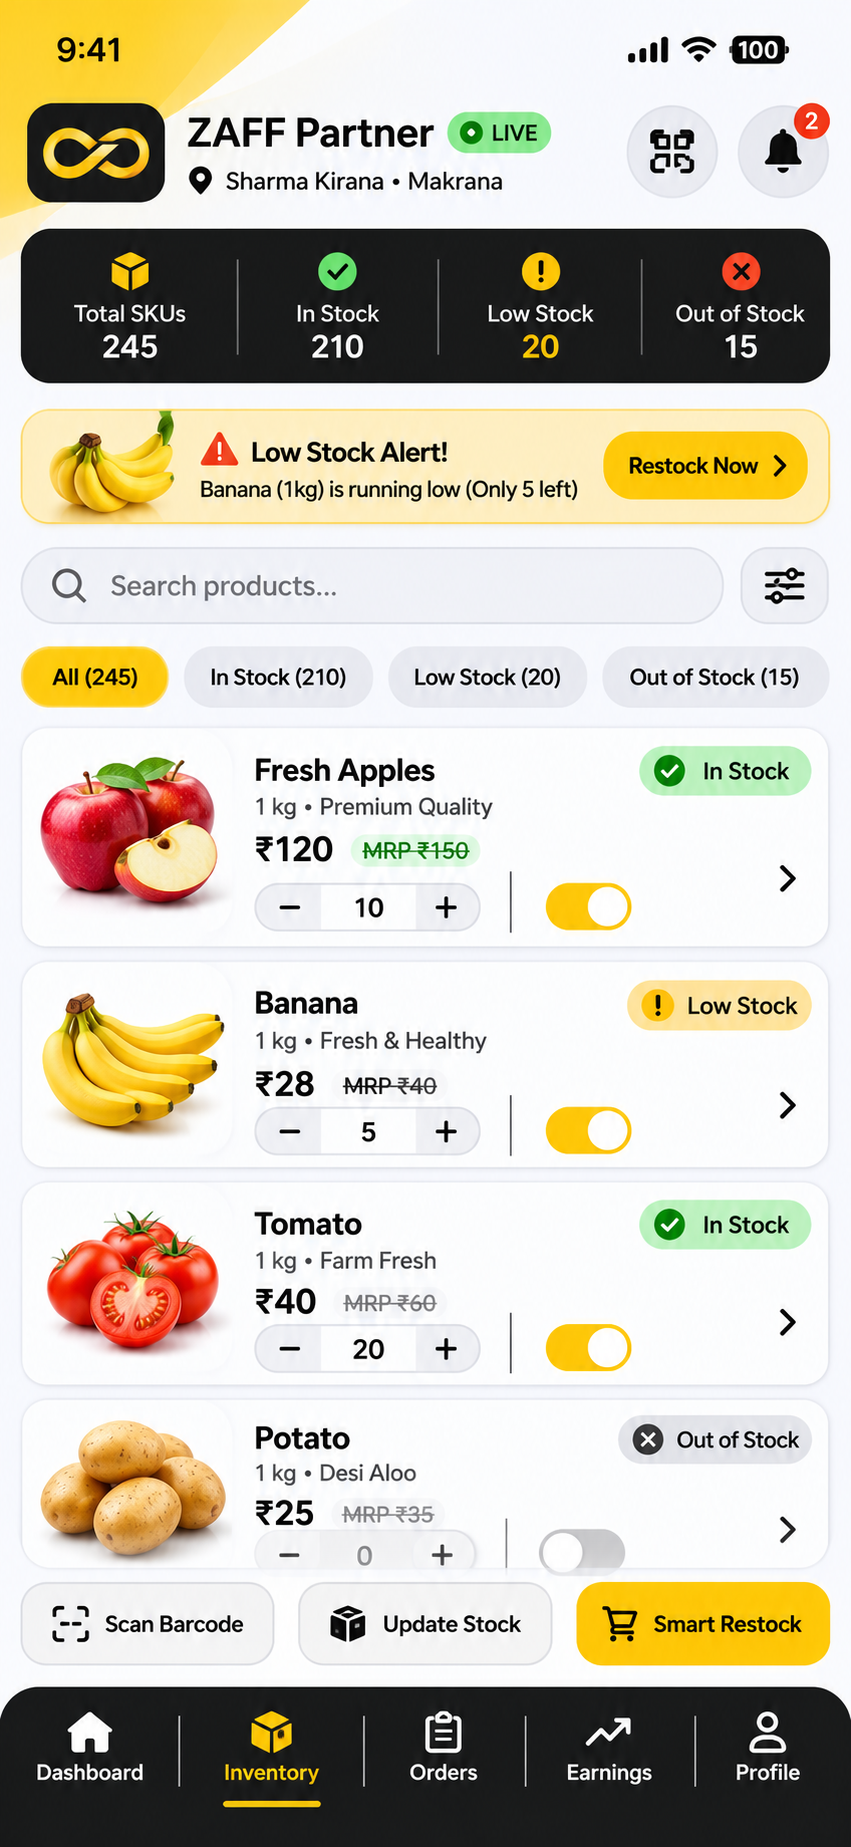 9:41
100
ZAFF Partner
LIVE
2
Sharma Kirana • Makrana
Total SKUs
245
In Stock
210
Low Stock
20
Out of Stock
15
Low Stock Alert!
Banana (1kg) is running low (Only 5 left)
Restock Now
Search products...
All (245)
In Stock (210)
Low Stock (20)
Out of Stock (15)
Fresh Apples
In Stock
1 kg • Premium Quality
₹120 MRP ₹150
− 10 +
Banana
Low Stock
1 kg • Fresh & Healthy
₹28 MRP ₹40
− 5 +
Tomato
In Stock
1 kg • Farm Fresh
₹40 MRP ₹60
− 20 +
Potato
Out of Stock
1 kg • Desi Aloo
₹25 MRP ₹35
− 0 +
Scan Barcode
Update Stock
Smart Restock
Dashboard
Inventory
Orders
Earnings
Profile